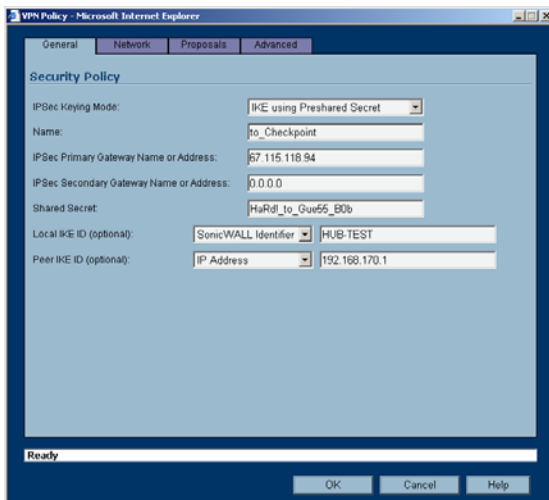 VPN Policy - Microsoft Internet Explorer
General Network Proposals Advanced
Security Policy
IPSec Keying Mode: IKE using Preshared Secret
Name: to_Checkpoint
IPSec Primary Gateway Name or Address: 67.115.118.94
IPSec Secondary Gateway Name or Address: 0.0.0.0
Shared Secret: HaRd!_to_Gue55_B0b
Local IKE ID (optional): SonicWALL Identifier HUB-TEST
Peer IKE ID (optional): IP Address 192.168.170.1
Ready
OK Cancel Help